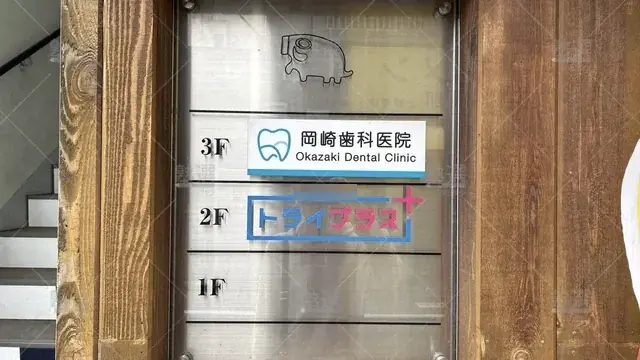 3F
岡崎歯科医院
Okazaki Dental Clinic
2F
トライプラス
1F